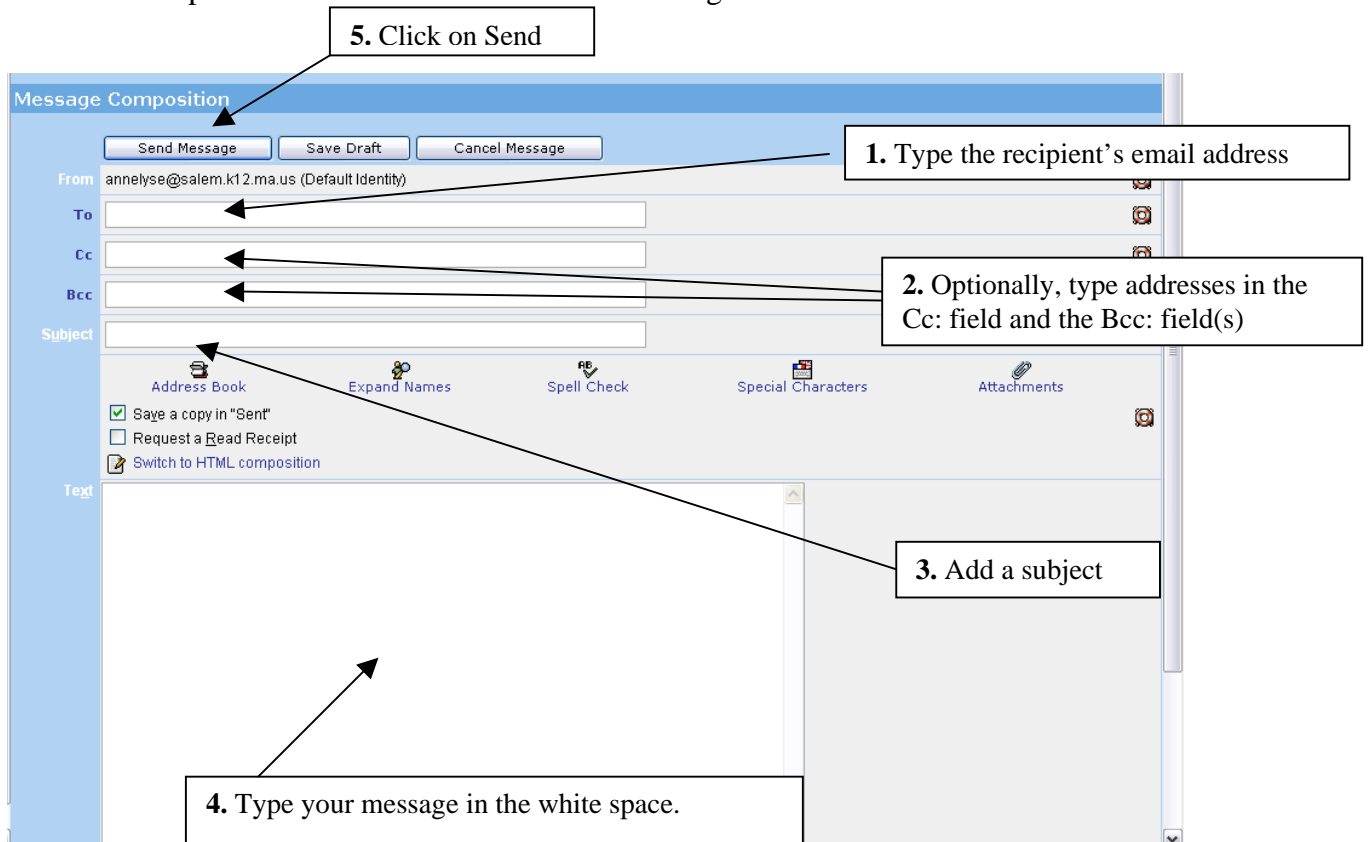 5. Click on Send
Message Composition
Send Message Save Draft Cancel Message
1. Type the recipient’s email address
From annelyse@salem.k12.ma.us (Default Identity)
To
Cc
2. Optionally, type addresses in the
Cc: field and the Bcc: field(s)
Bcc
Subject
Address Book Expand Names Spell Check Special Characters Attachments
Save a copy in "Sent"
Request a Read Receipt
Switch to HTML composition
Text
3. Add a subject
4. Type your message in the white space.